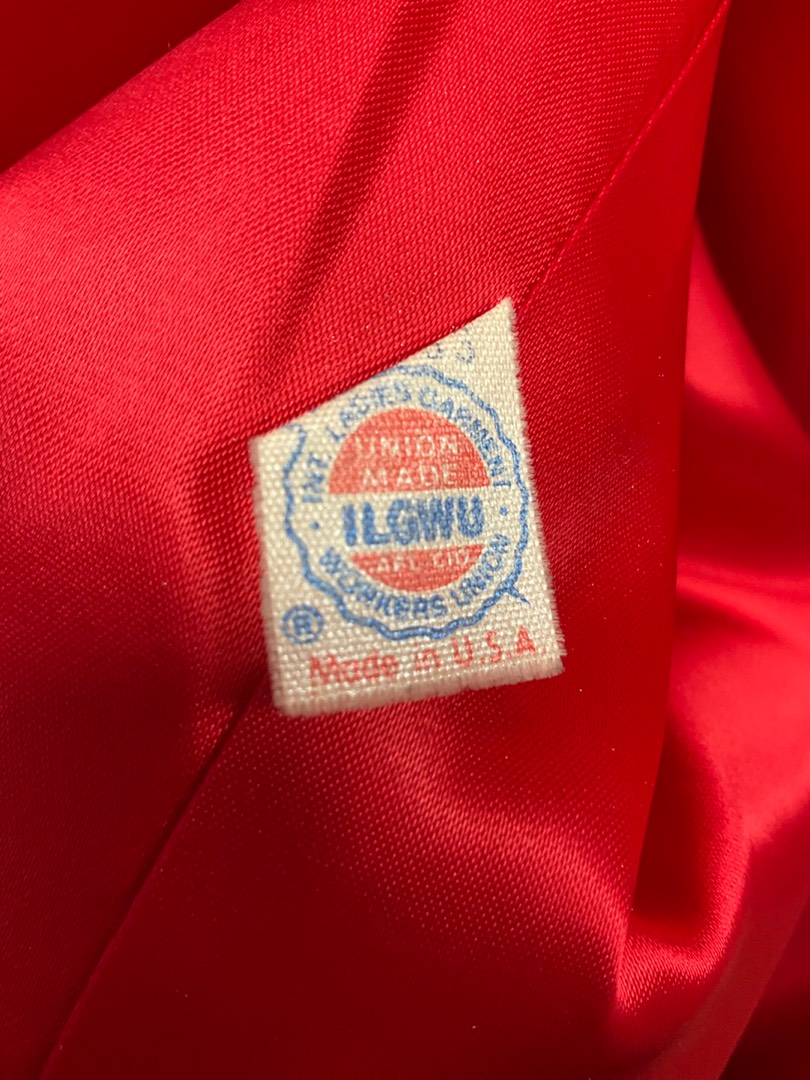 INT. LADIES GARMENT
UNION
MADE
ILGWU
AFL CIO
WORKERS UNION
®
Made in U.S.A